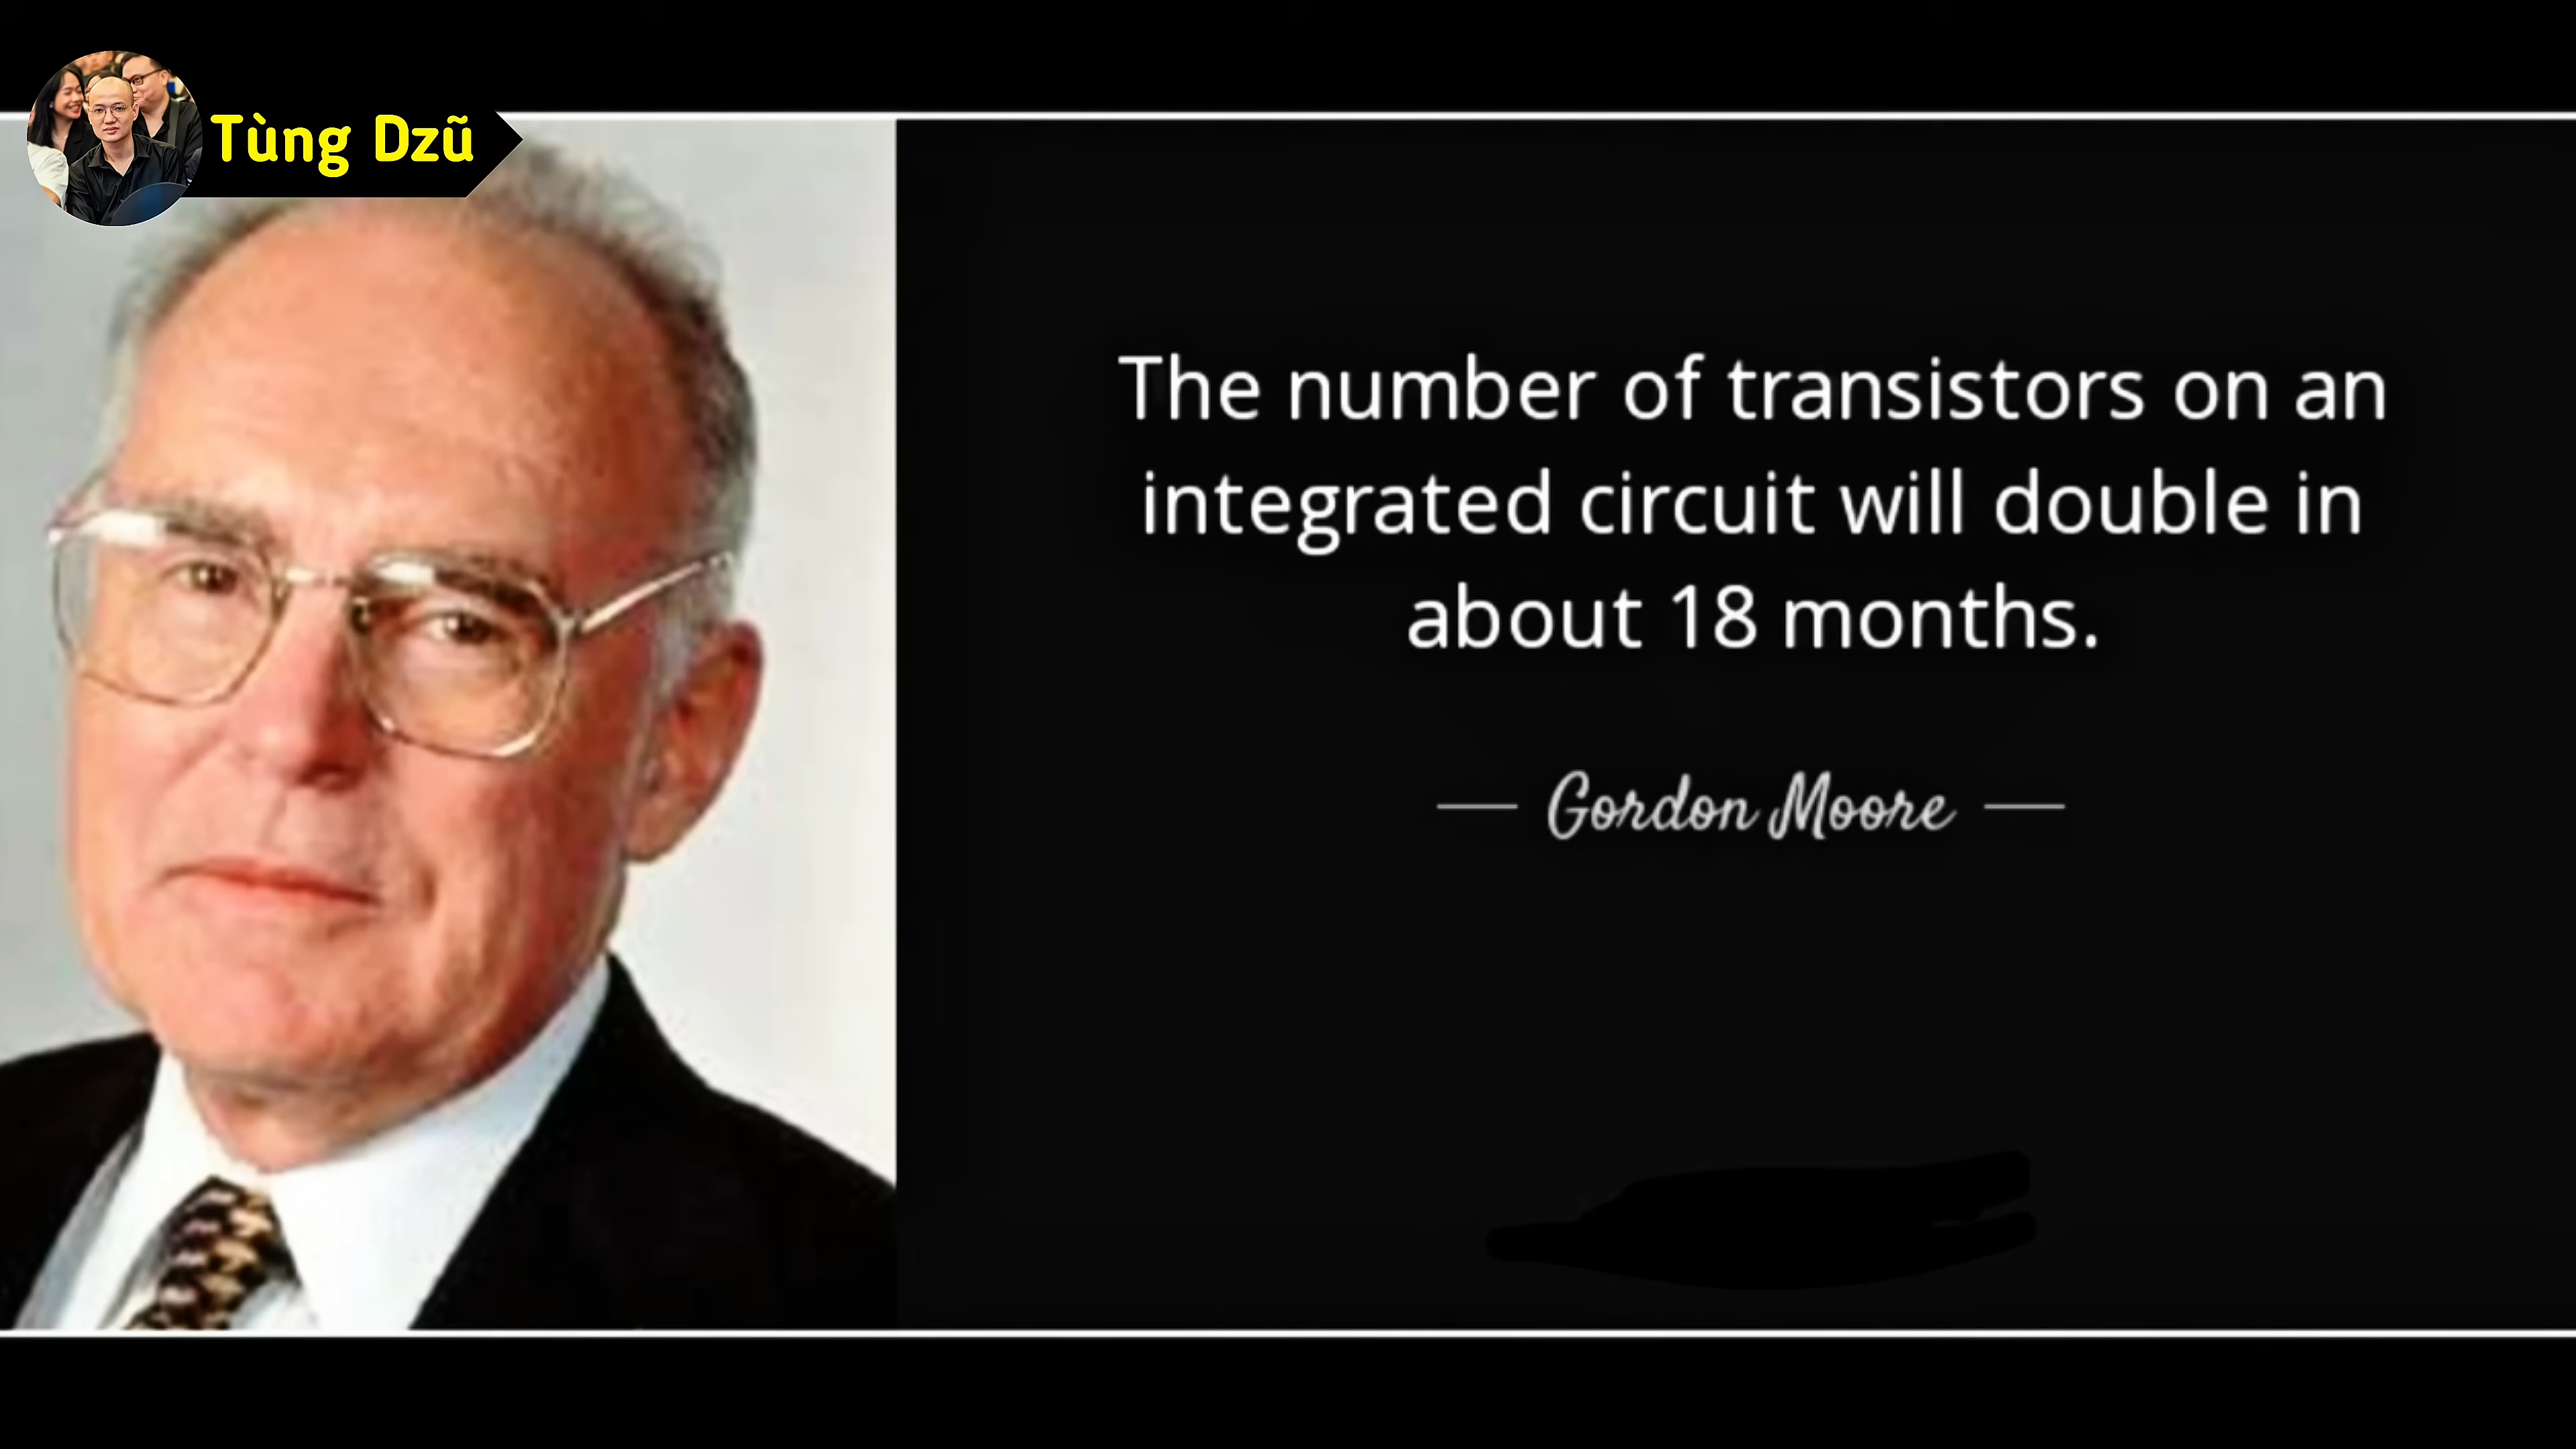 Tùng Dzũ
The number of transistors on an
integrated circuit will double in
about 18 months.
— Gordon Moore —